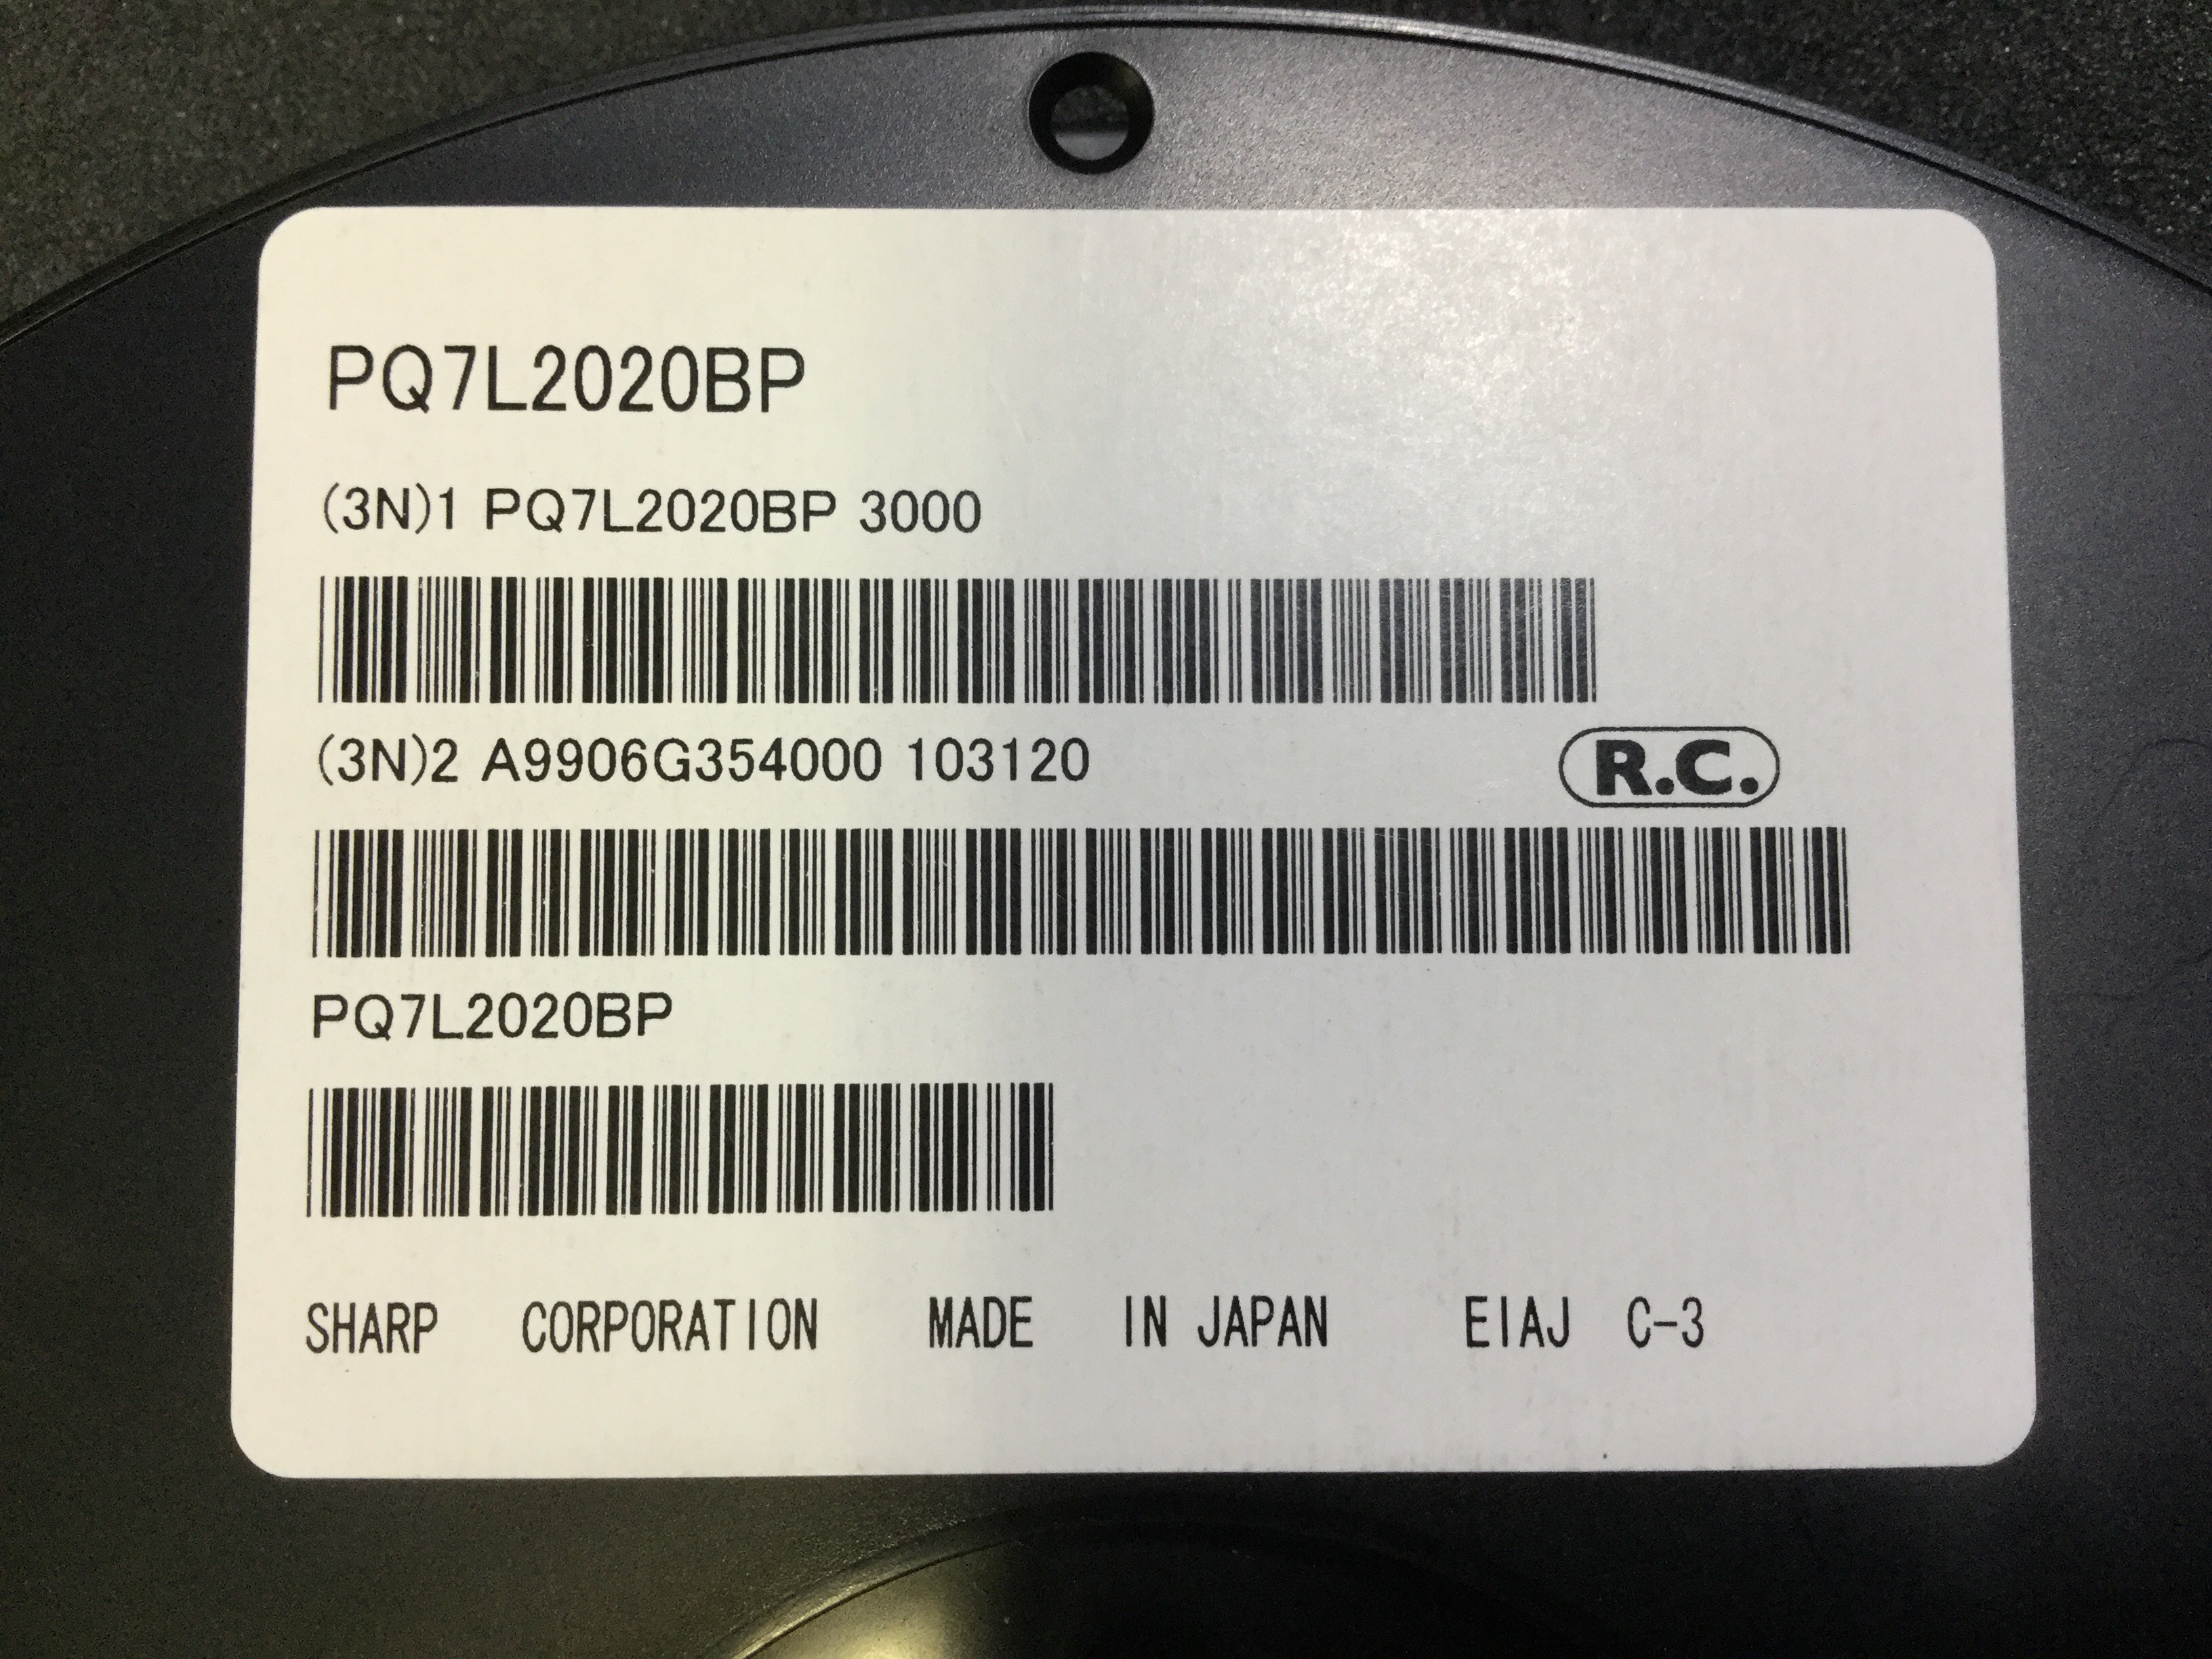 PQ7L2020BP
(3N)1 PQ7L2020BP 3000
(3N)2 A9906G354000 103120
R.C.
PQ7L2020BP
SHARP CORPORATION MADE IN JAPAN EIAJ C-3